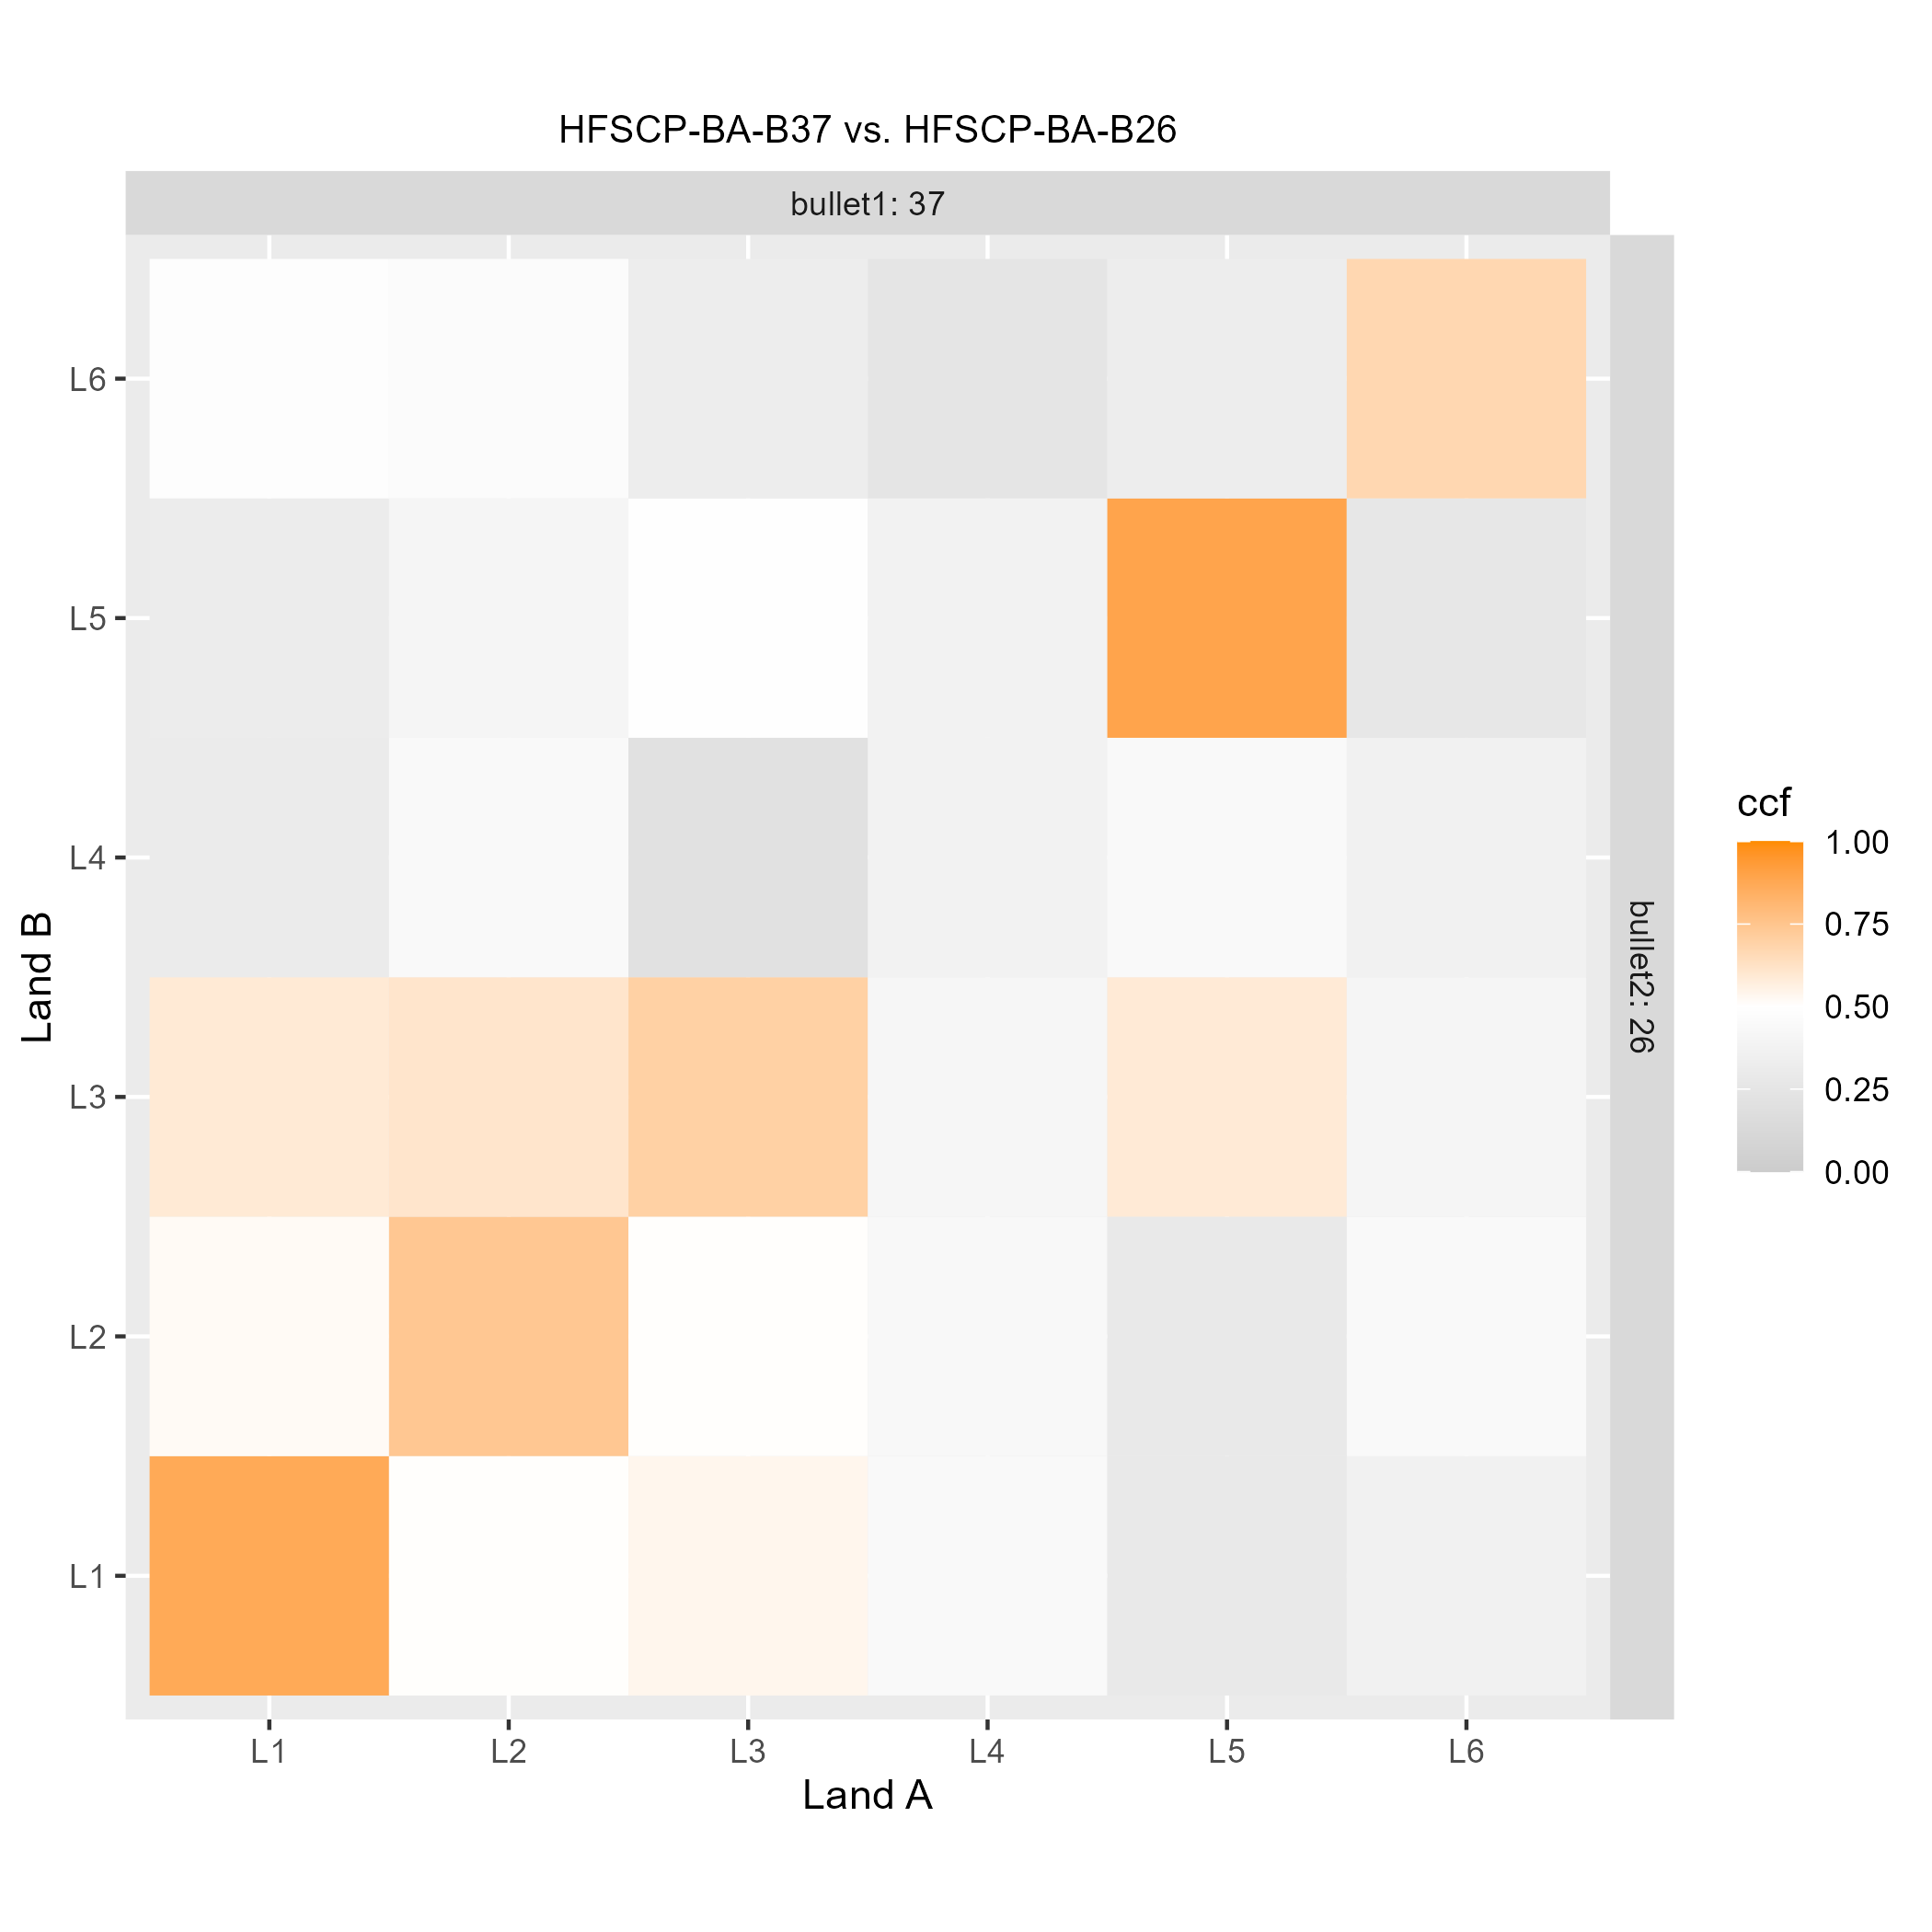 HFSCP-BA-B37 vs. HFSCP-BA-B26
bullet1: 37
L6
L5
L4
L3
L2
L1
Land B
bullet2: 26
L1 L2 L3 L4 L5 L6
Land A
ccf
1.00
0.75
0.50
0.25
0.00